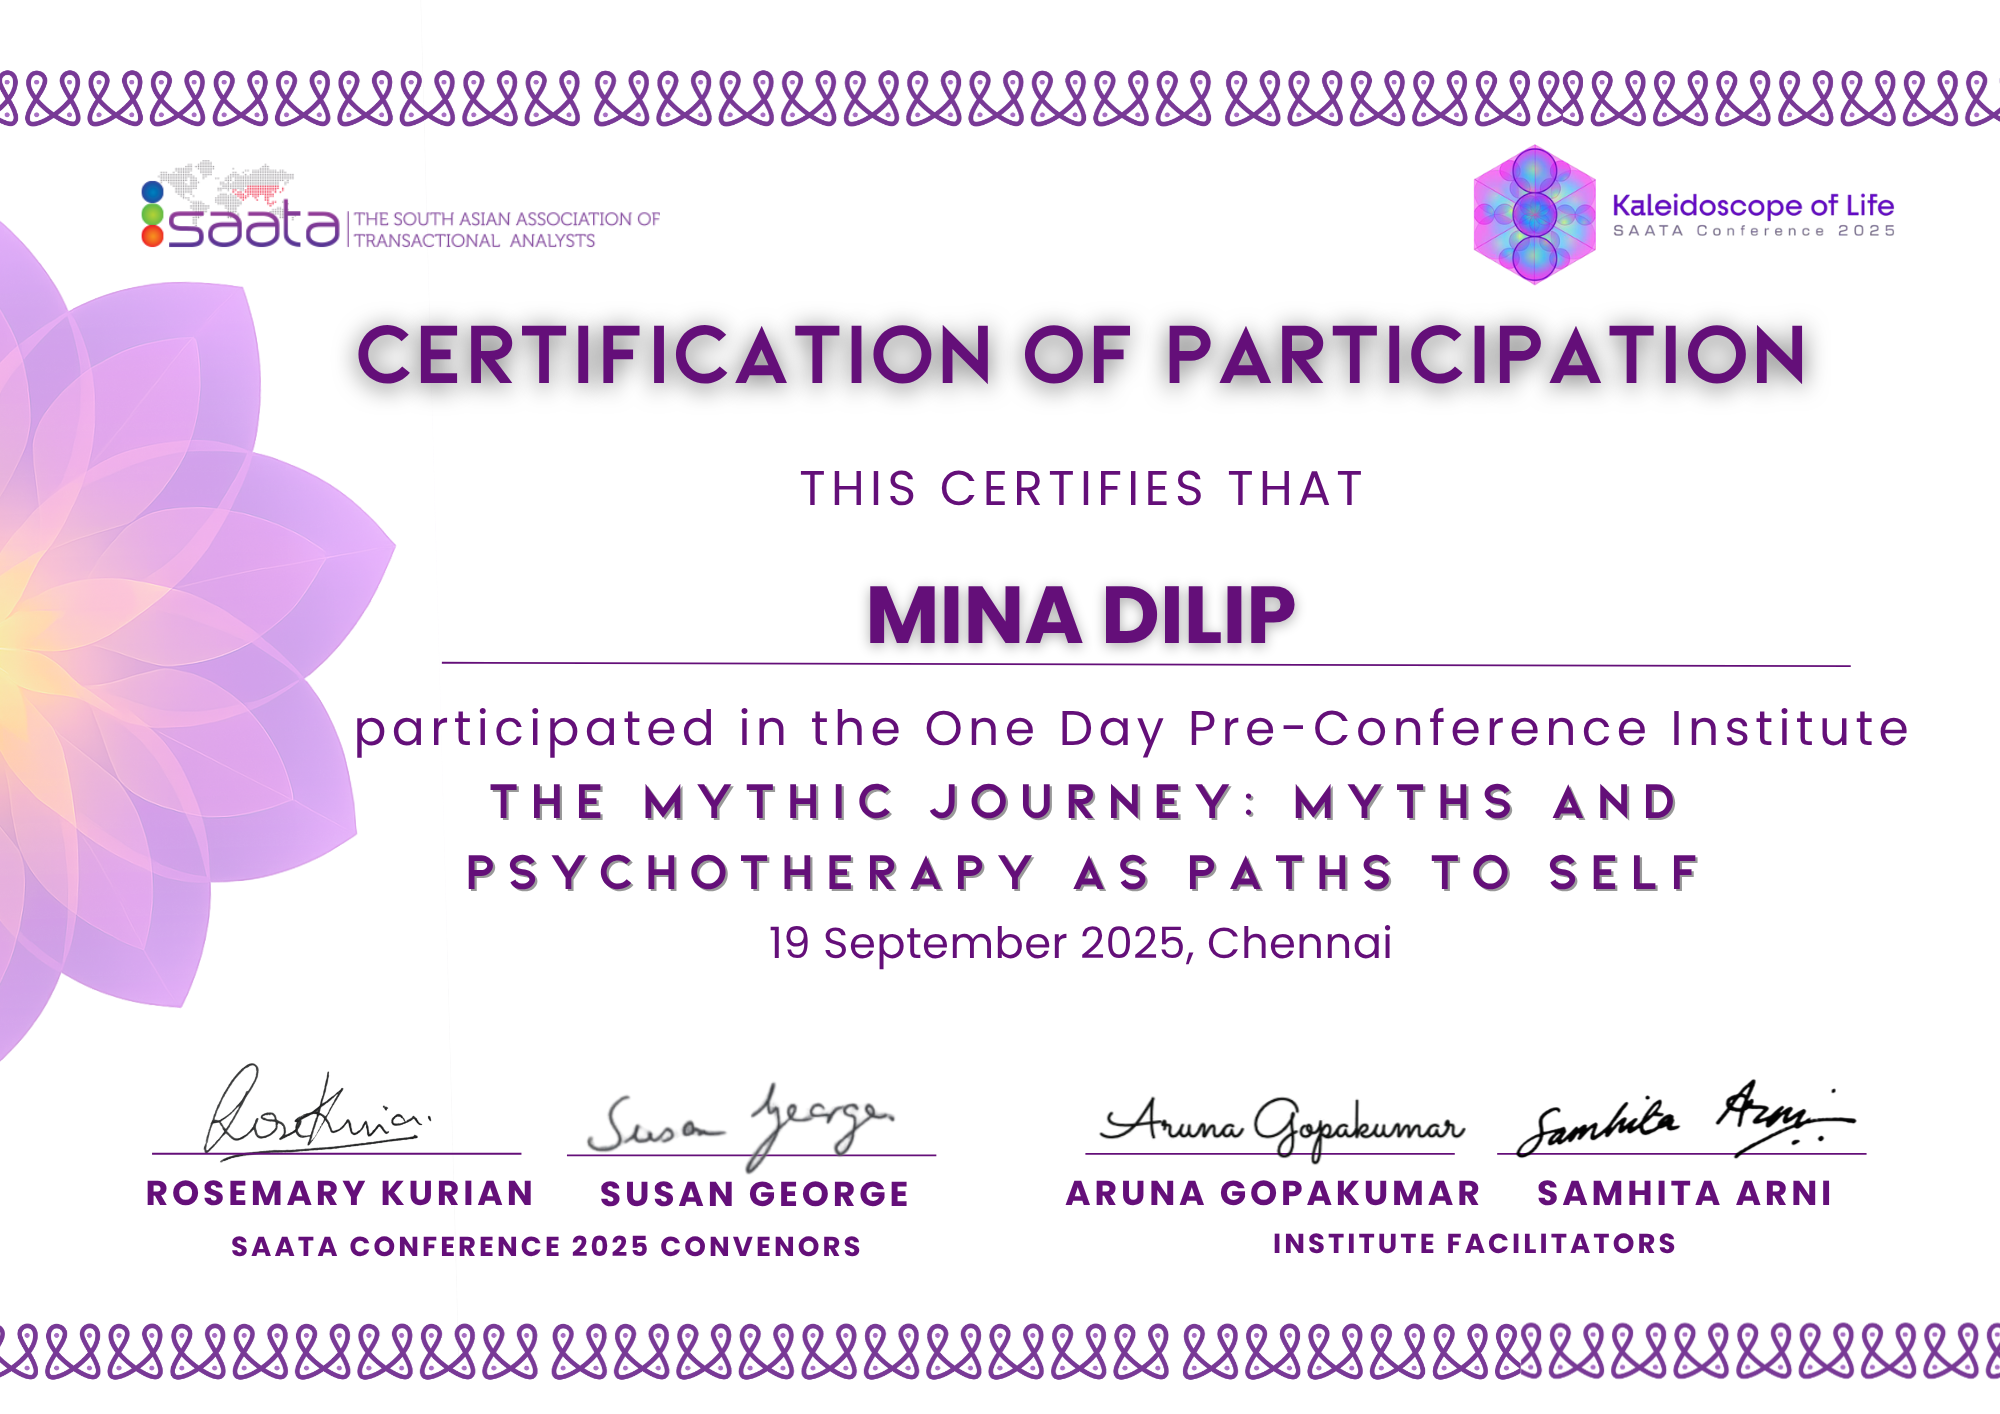 saata
THE SOUTH ASIAN ASSOCIATION OF
TRANSACTIONAL ANALYSTS
Kaleidoscope of Life
SAATA Conference 2025
CERTIFICATION OF PARTICIPATION
THIS CERTIFIES THAT
MINA DILIP
participated in the One Day Pre-Conference Institute
THE MYTHIC JOURNEY: MYTHS AND
PSYCHOTHERAPY AS PATHS TO SELF
19 September 2025, Chennai
RoseKurian
Susan George
Aruna Gopakumar
Samhita Arni
ROSEMARY KURIAN
SUSAN GEORGE
ARUNA GOPAKUMAR
SAMHITA ARNI
SAATA CONFERENCE 2025 CONVENORS
INSTITUTE FACILITATORS